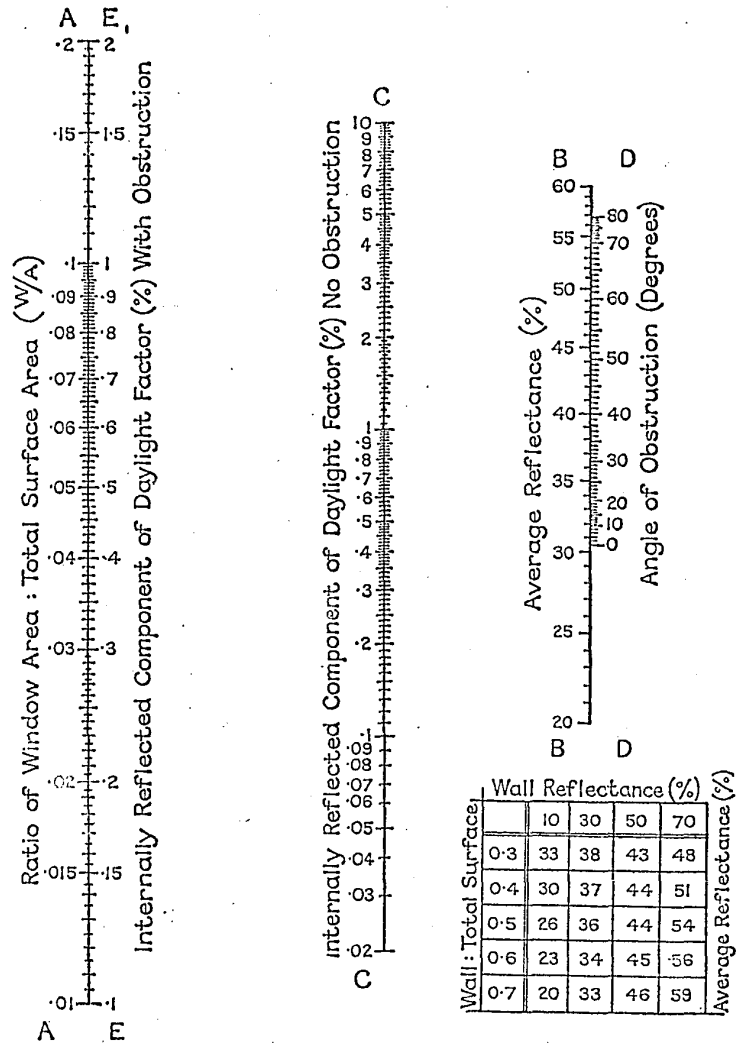 A E,
·2 2
·15 1·5
·1 1
·09 ·9
·08 ·8
·07 ·7
·06 ·6
·05 ·5
·04 ·4
·03 ·3
·02 ·2
·015 ·15
·01 ·1
A E
Ratio of Window Area : Total Surface Area (W/A)
Internally Reflected Component of Daylight Factor (%) With Obstruction
C
10
9
8
7
6
5
4
3
2
1
·9
·8
·7
·6
·5
·4
·3
·2
·1
·09
·08
·07
·06
·05
·04
·03
·02
C
Internally Reflected Component of Daylight Factor (%) No Obstruction
B D
60
55
50
45
40
35
30
25
20
80
70
60
50
40
30
20
10
0
B D
Average Reflectance (%)
Angle of Obstruction (Degrees)
Wall Reflectance (%)
10 30 50 70
0·3 33 38 43 48
0·4 30 37 44 51
0·5 26 36 44 54
0·6 23 34 45 ·56
0·7 20 33 46 59
Wall : Total Surface
Average Reflectance (%)